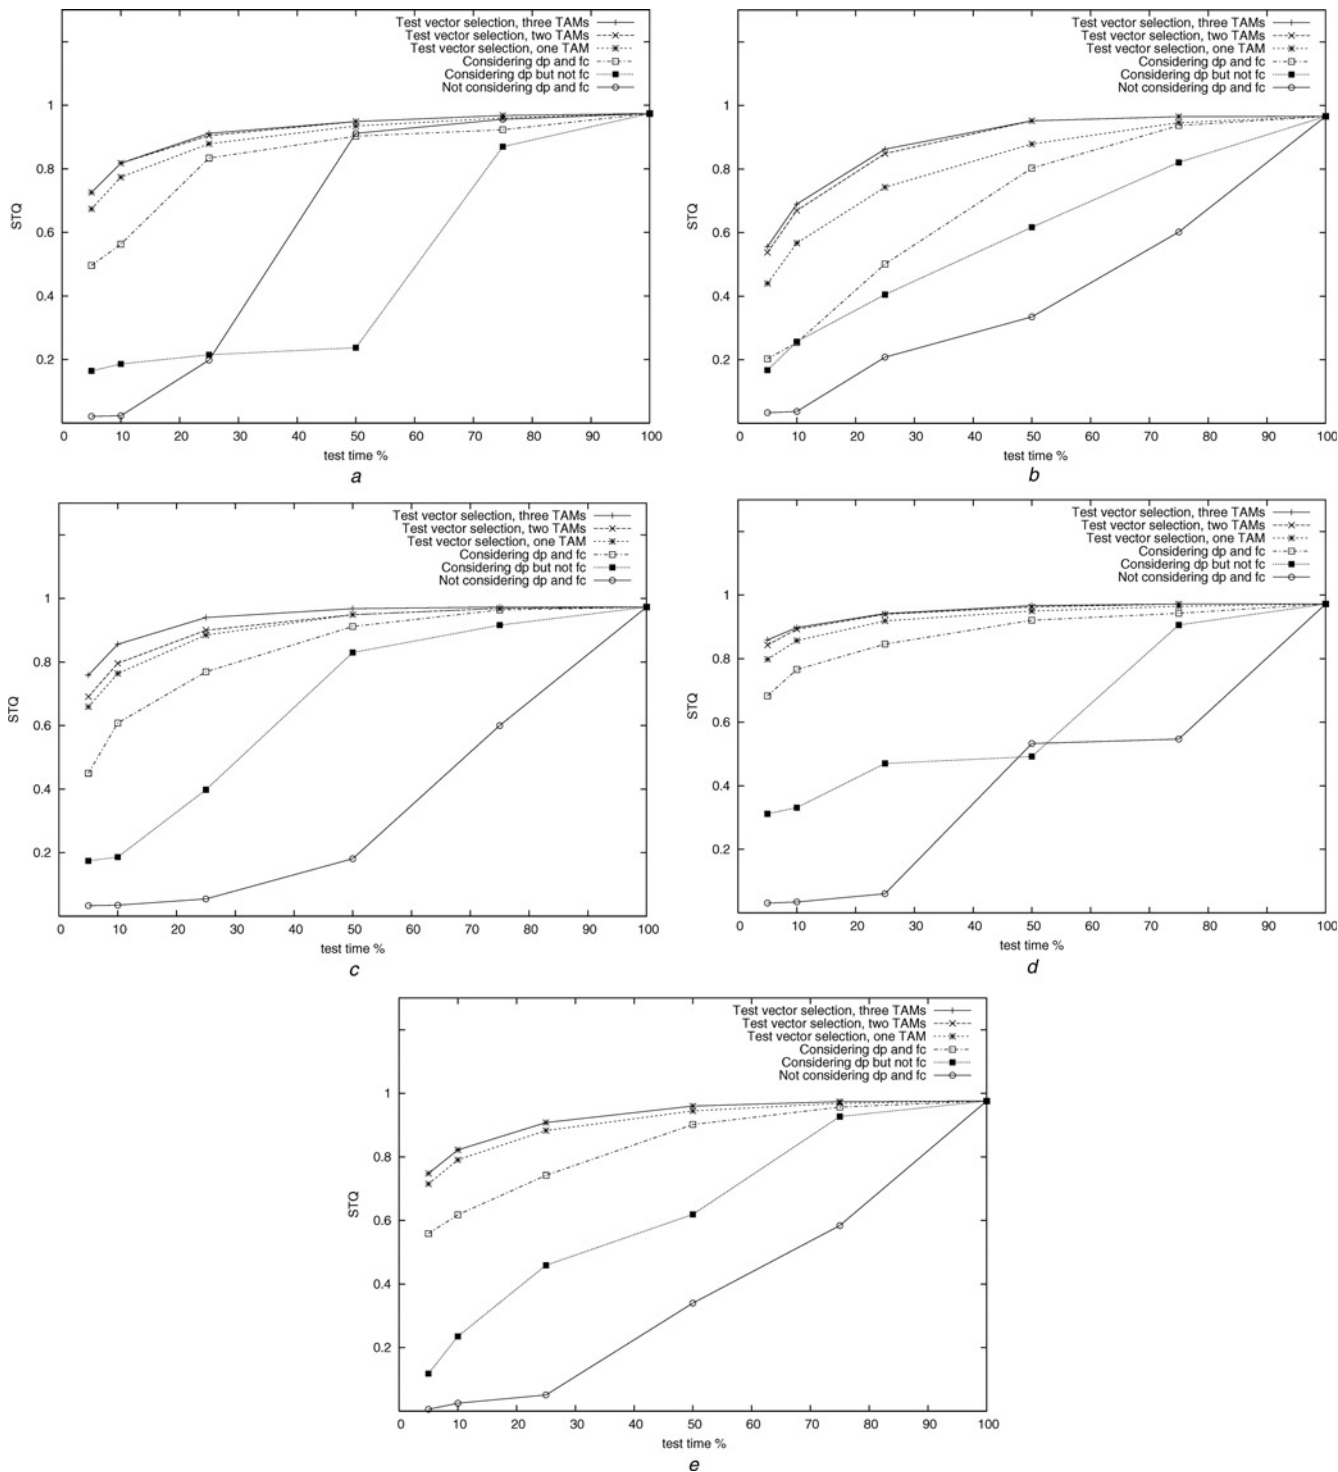 Test vector selection, three TAMs
Test vector selection, two TAMs
Test vector selection, one TAM
Considering dp and fc
Considering dp but not fc
Not considering dp and fc
1
0.8
0.6
0.4
0.2
STQ
0 10 20 30 40 50 60 70 80 90 100
test time %
a
Test vector selection, three TAMs
Test vector selection, two TAMs
Test vector selection, one TAM
Considering dp and fc
Considering dp but not fc
Not considering dp and fc
1
0.8
0.6
0.4
0.2
STQ
0 10 20 30 40 50 60 70 80 90 100
test time %
b
Test vector selection, three TAMs
Test vector selection, two TAMs
Test vector selection, one TAM
Considering dp and fc
Considering dp but not fc
Not considering dp and fc
1
0.8
0.6
0.4
0.2
STQ
0 10 20 30 40 50 60 70 80 90 100
test time %
c
Test vector selection, three TAMs
Test vector selection, two TAMs
Test vector selection, one TAM
Considering dp and fc
Considering dp but not fc
Not considering dp and fc
1
0.8
0.6
0.4
0.2
STQ
0 10 20 30 40 50 60 70 80 90 100
test time %
d
Test vector selection, three TAMs
Test vector selection, two TAMs
Test vector selection, one TAM
Considering dp and fc
Considering dp but not fc
Not considering dp and fc
1
0.8
0.6
0.4
0.2
STQ
0 10 20 30 40 50 60 70 80 90 100
test time %
e